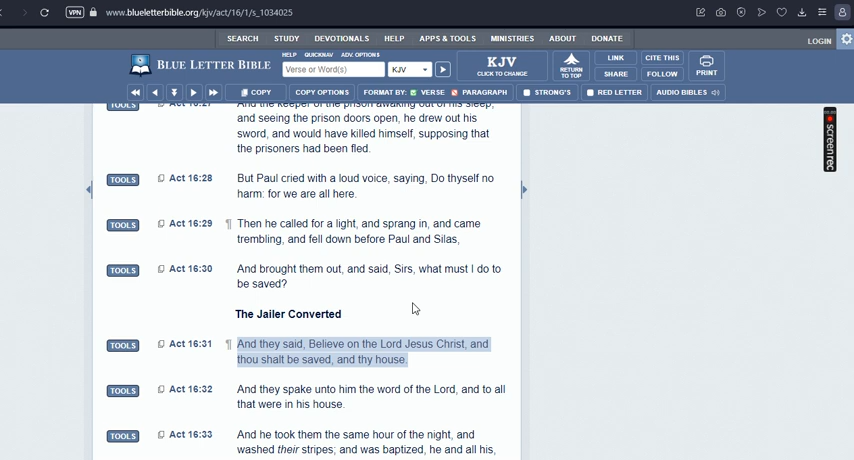 VPN www.blueletterbible.org/kjv/act/16/1/s_1034025
SEARCH STUDY DEVOTIONALS HELP APPS & TOOLS MINISTRIES ABOUT DONATE LOGIN
BLUE LETTER BIBLE
HELP QUICKNAV ADV. OPTIONS
Verse or Word(s) KJV
KJV
CLICK TO CHANGE
RETURN
TO TOP
LINK CITE THIS
SHARE FOLLOW
PRINT
COPY COPY OPTIONS FORMAT BY: VERSE PARAGRAPH STRONG'S RED LETTER AUDIO BIBLES
TOOLS Act 16:27 And the keeper of the prison awaking out of his sleep,
and seeing the prison doors open, he drew out his
sword, and would have killed himself, supposing that
the prisoners had been fled.
TOOLS Act 16:28 But Paul cried with a loud voice, saying, Do thyself no
harm: for we are all here.
TOOLS Act 16:29 ¶ Then he called for a light, and sprang in, and came
trembling, and fell down before Paul and Silas,
TOOLS Act 16:30 And brought them out, and said, Sirs, what must I do to
be saved?
The Jailer Converted
TOOLS Act 16:31 ¶ And they said, Believe on the Lord Jesus Christ, and
thou shalt be saved, and thy house.
TOOLS Act 16:32 And they spake unto him the word of the Lord, and to all
that were in his house.
TOOLS Act 16:33 And he took them the same hour of the night, and
washed their stripes; and was baptized, he and all his,
screenrec